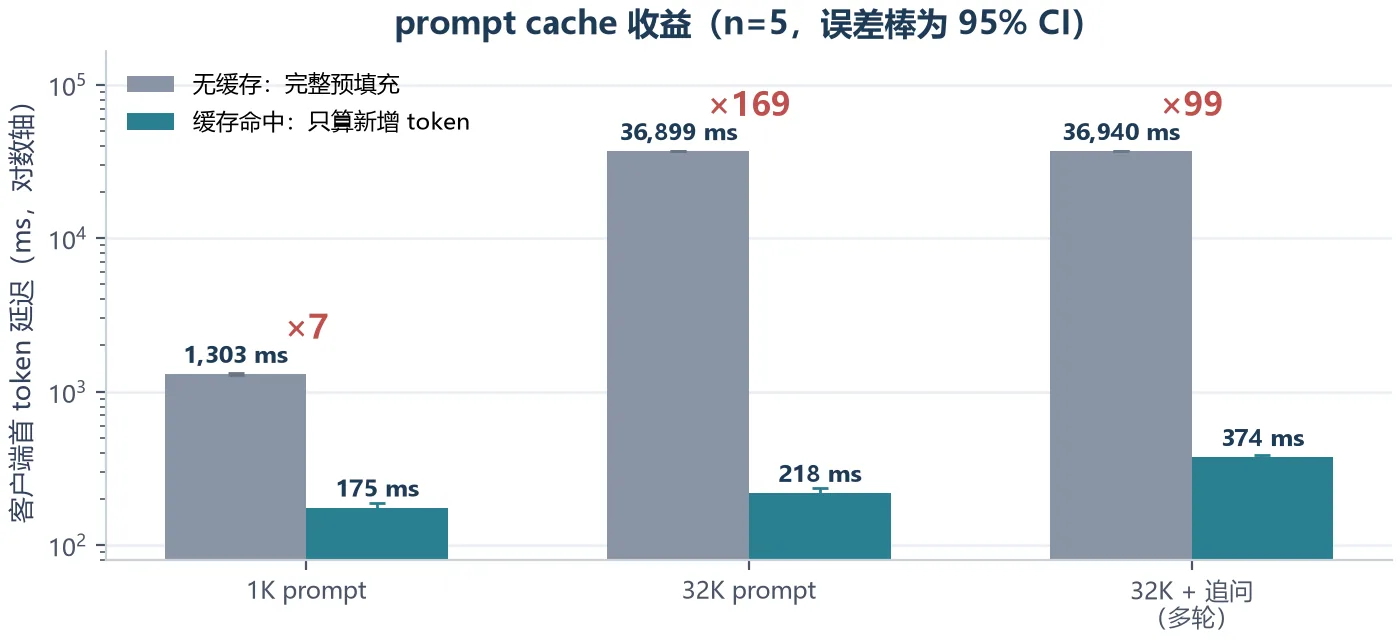 prompt cache 收益（n=5，误差棒为 95% CI）
客户端首 token 延迟（ms，对数轴）
10⁵
10⁴
10³
10²
无缓存：完整预填充
缓存命中：只算新增 token
×7
1,303 ms
175 ms
×169
36,899 ms
218 ms
×99
36,940 ms
374 ms
1K prompt
32K prompt
32K + 追问
（多轮）